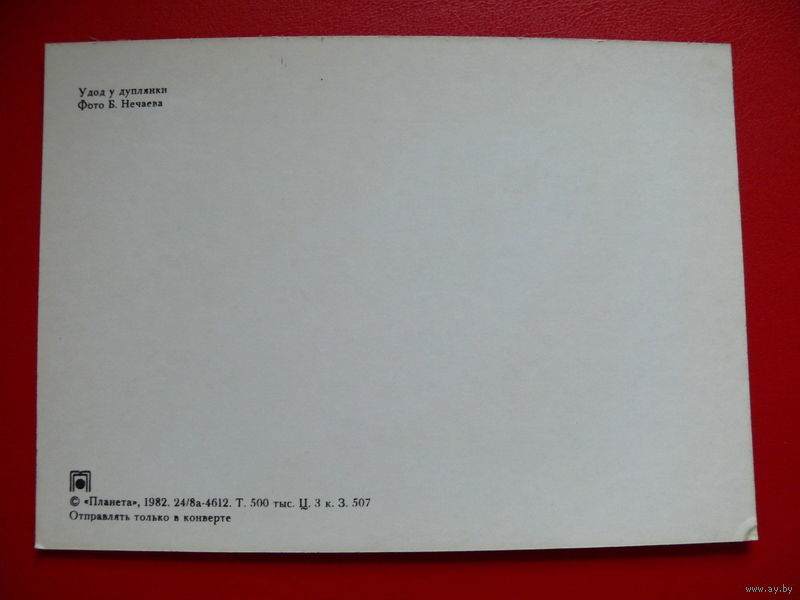 Удод у дуплянки
Фото Б. Нечаева
© «Планета», 1982. 24/8а-4612. Т. 500 тыс. Ц. 3 к. З. 507
Отправлять только в конверте
www.ay.by